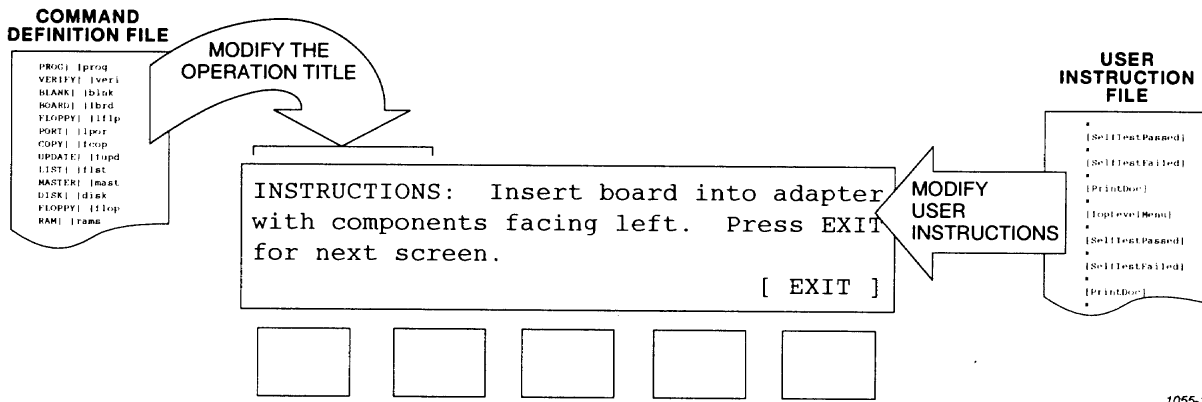 COMMAND
DEFINITION FILE
PROG| |prog
VERIFY| |veri
BLANK| |blnk
BOARD| |brd
FLOPPY| |flp
PORT| |por
COPY| |fcop
UPDATE| |fupd
LIST| |flst
MASTER| |mast
DISK| |disk
FLOPPY| |flop
RAM| |rams
MODIFY THE
OPERATION TITLE
INSTRUCTIONS: Insert board into adapter
with components facing left. Press EXIT
for next screen.
[ EXIT ]
MODIFY
USER
INSTRUCTIONS
USER
INSTRUCTION
FILE
[SelfTestPassed]
[SelfTestFailed]
[PrintDoc]
[TopLevelMenu]
[SelfTestPassed]
[SelfTestFailed]
[PrintDoc]